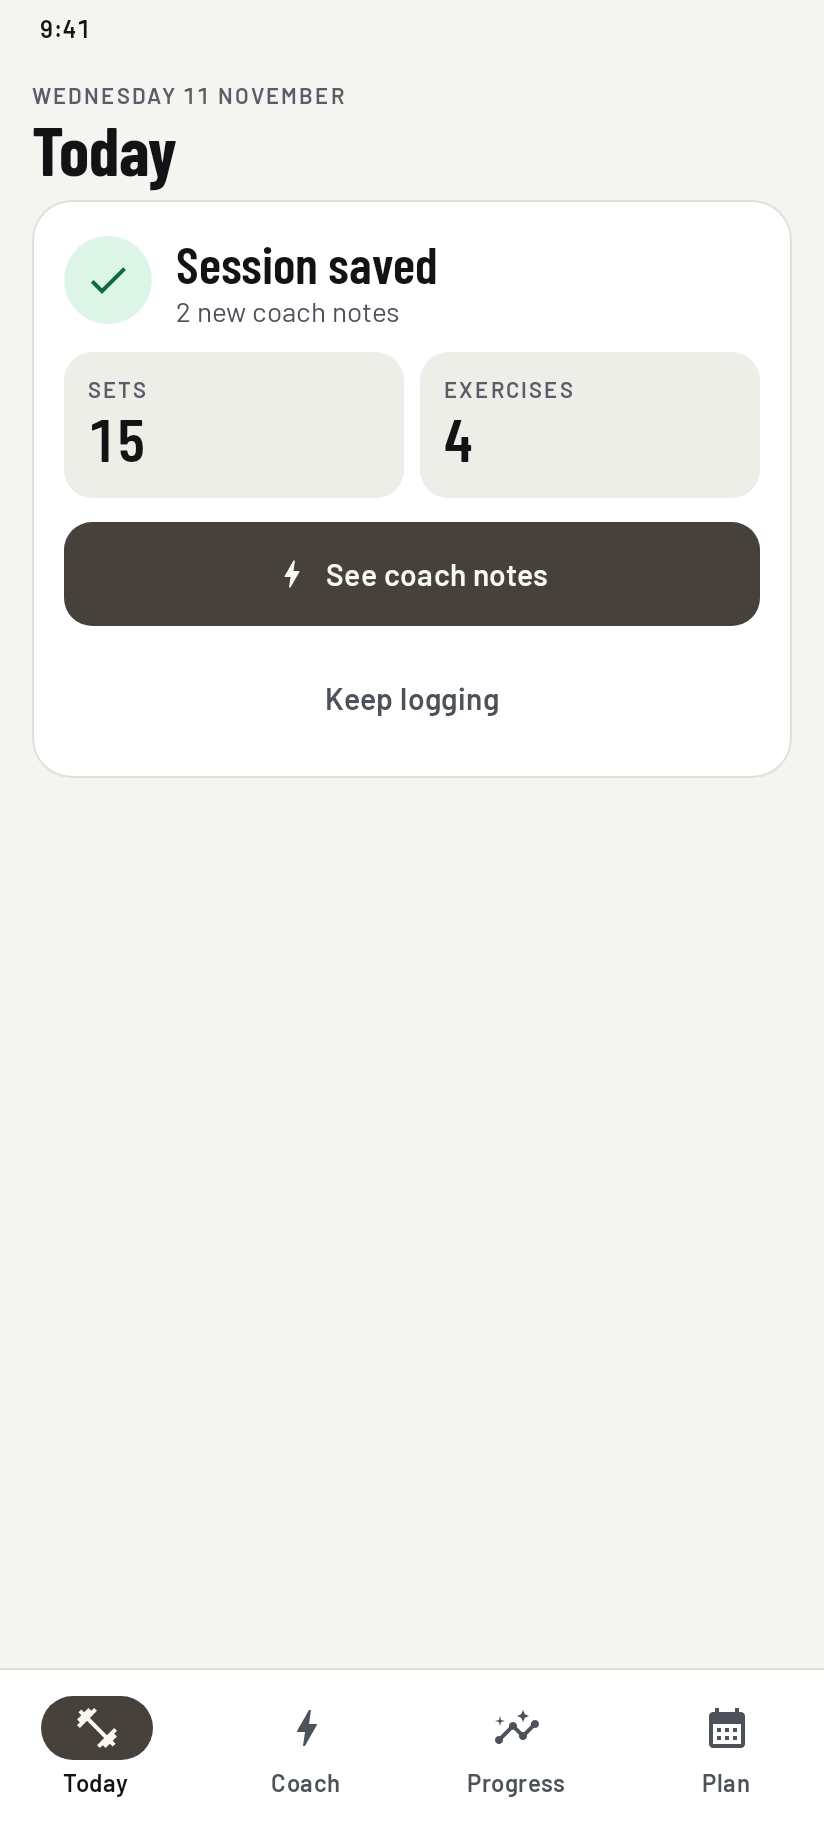 9:41
WEDNESDAY 11 NOVEMBER
Today
Session saved
2 new coach notes
SETS
15
EXERCISES
4
See coach notes
Keep logging
Today
Coach
Progress
Plan